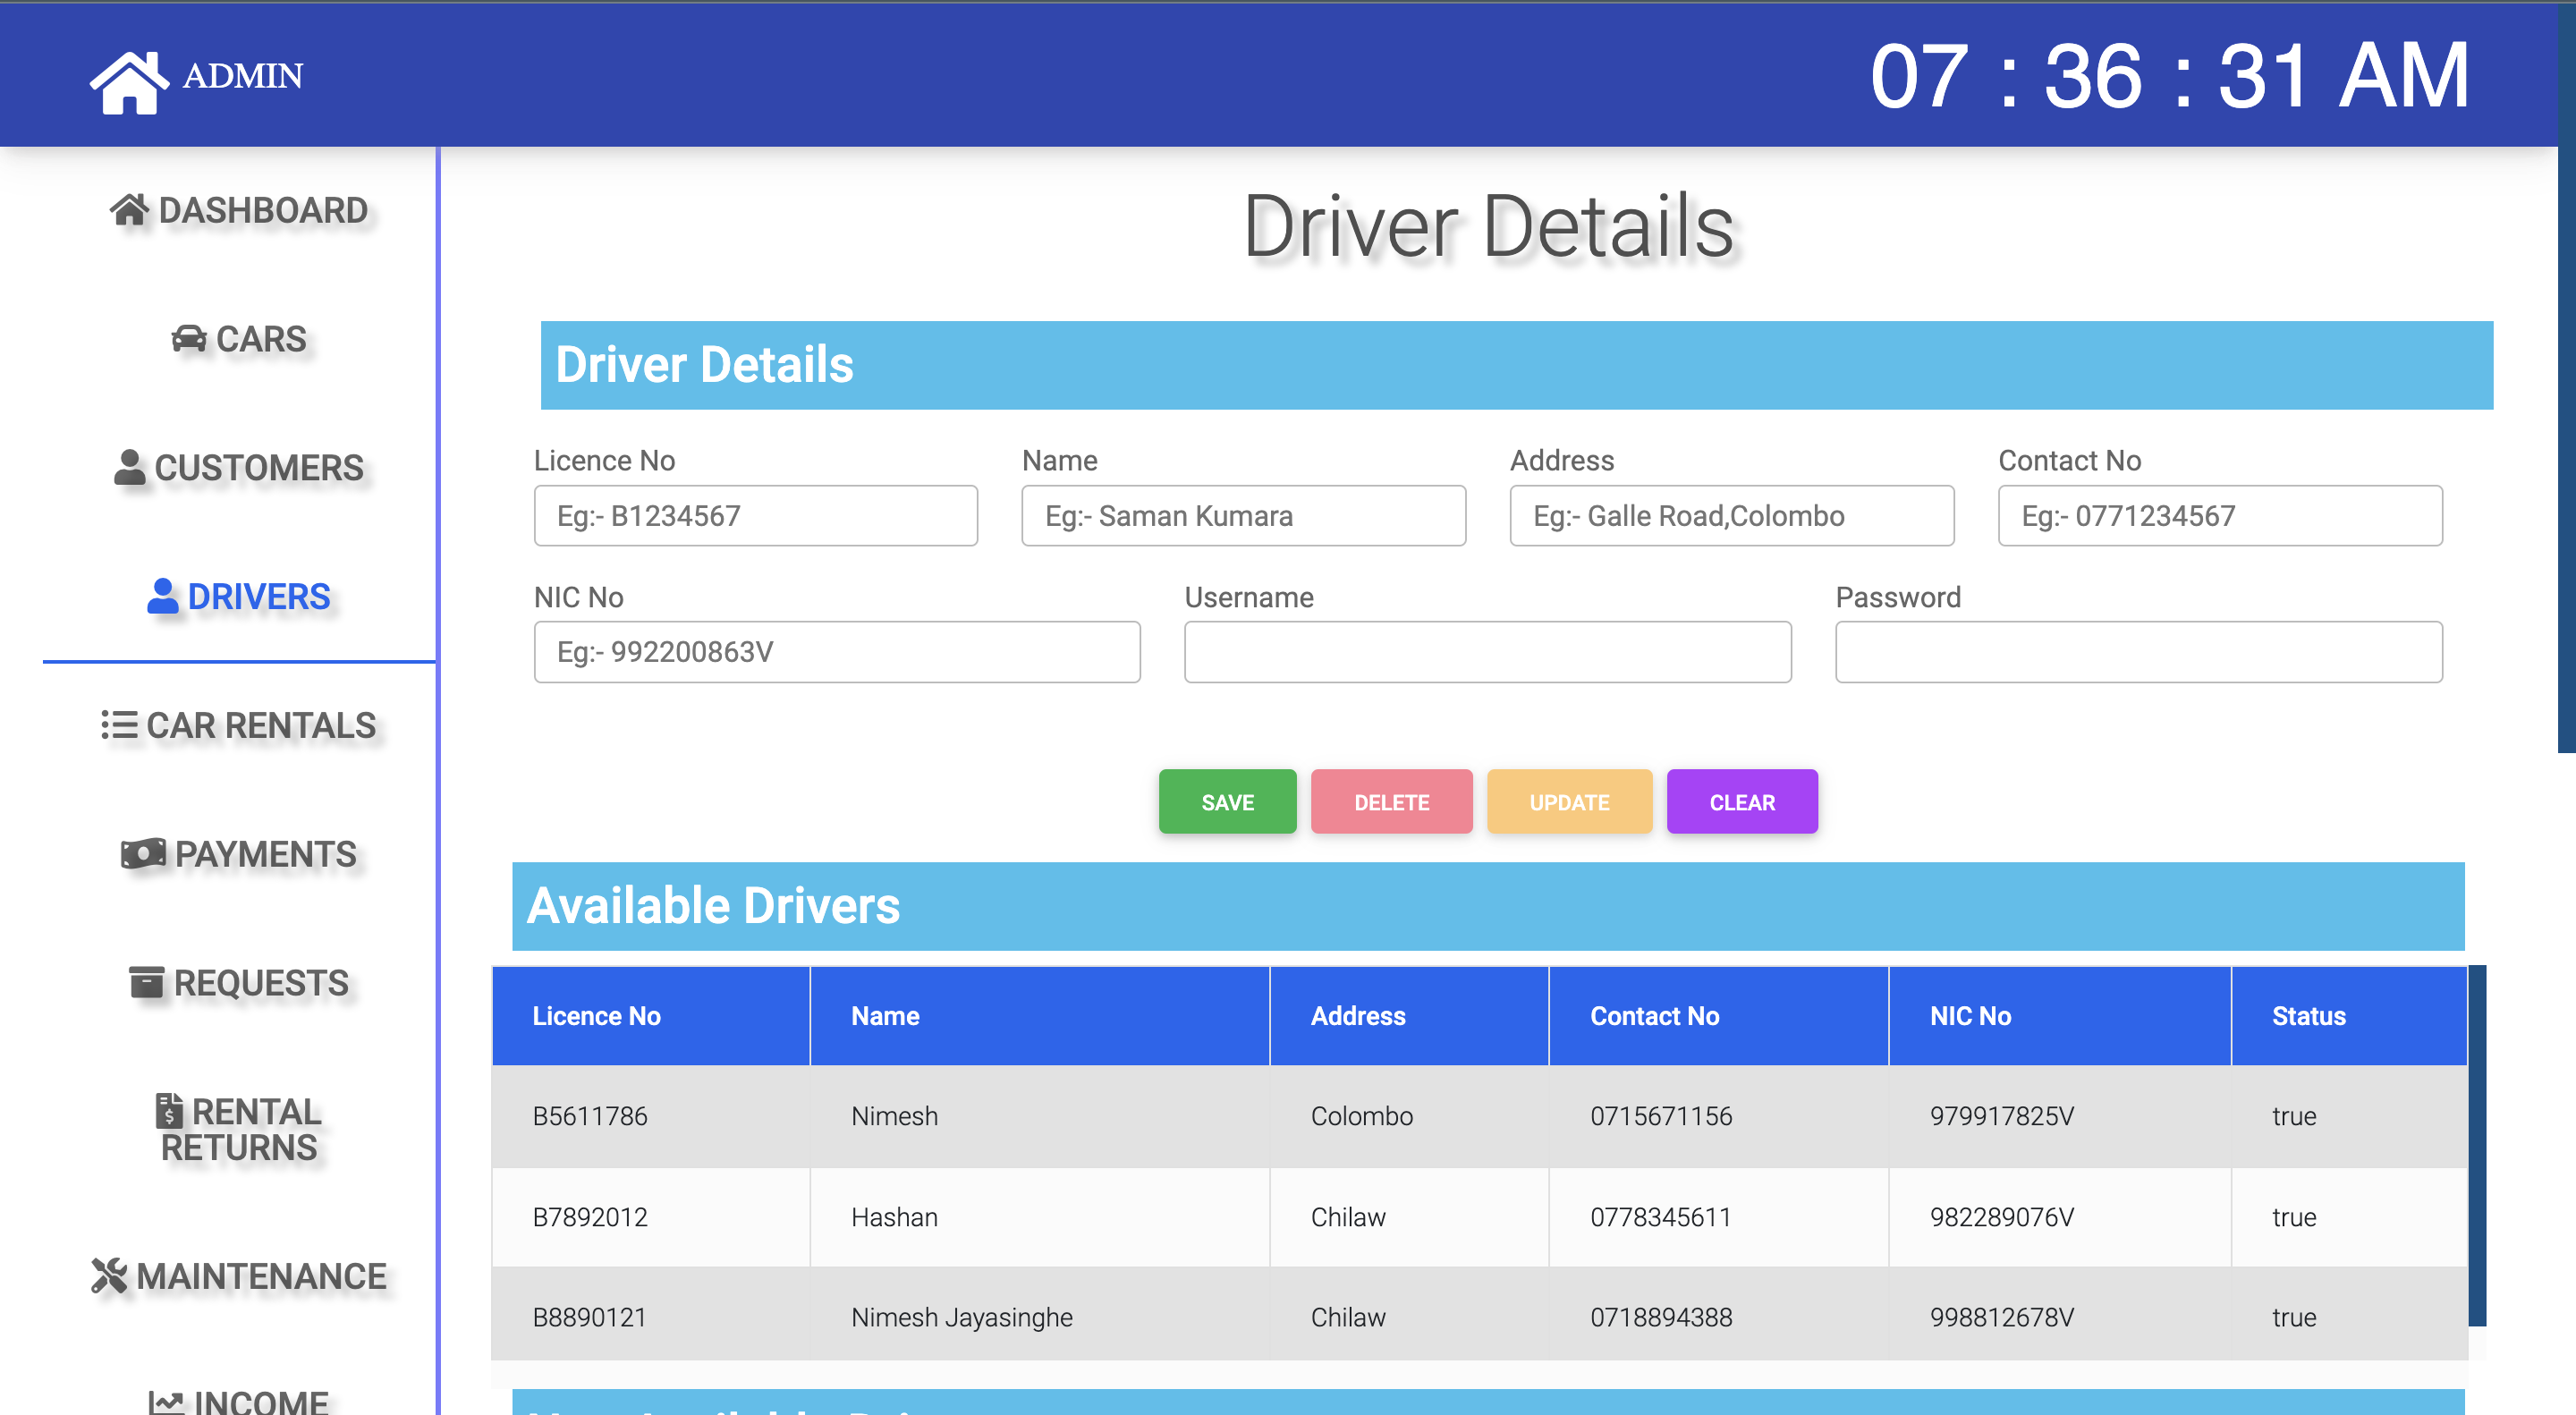 ADMIN
07 : 36 : 31 AM
DASHBOARD
CARS
CUSTOMERS
DRIVERS
CAR RENTALS
PAYMENTS
REQUESTS
RENTAL
RETURNS
MAINTENANCE
INCOME
Driver Details
Driver Details
Licence No Name Address Contact No
Eg:- B1234567 Eg:- Saman Kumara Eg:- Galle Road,Colombo Eg:- 0771234567
NIC No Username Password
Eg:- 992200863V
SAVE DELETE UPDATE CLEAR
Available Drivers
Licence No Name Address Contact No NIC No Status
B5611786 Nimesh Colombo 0715671156 979917825V true
B7892012 Hashan Chilaw 0778345611 982289076V true
B8890121 Nimesh Jayasinghe Chilaw 0718894388 998812678V true